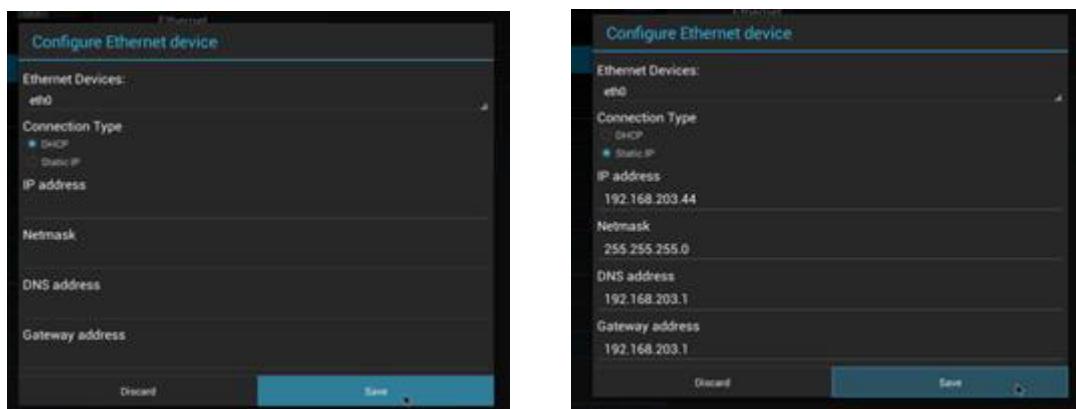 Ethernet
Configure Ethernet device
Ethernet Devices:
eth0
Connection Type
DHCP
Static IP
IP address
Netmask
DNS address
Gateway address
Discard
Save
Ethernet
Configure Ethernet device
Ethernet Devices:
eth0
Connection Type
DHCP
Static IP
IP address
192.168.203.44
Netmask
255.255.255.0
DNS address
192.168.203.1
Gateway address
192.168.203.1
Discard
Save